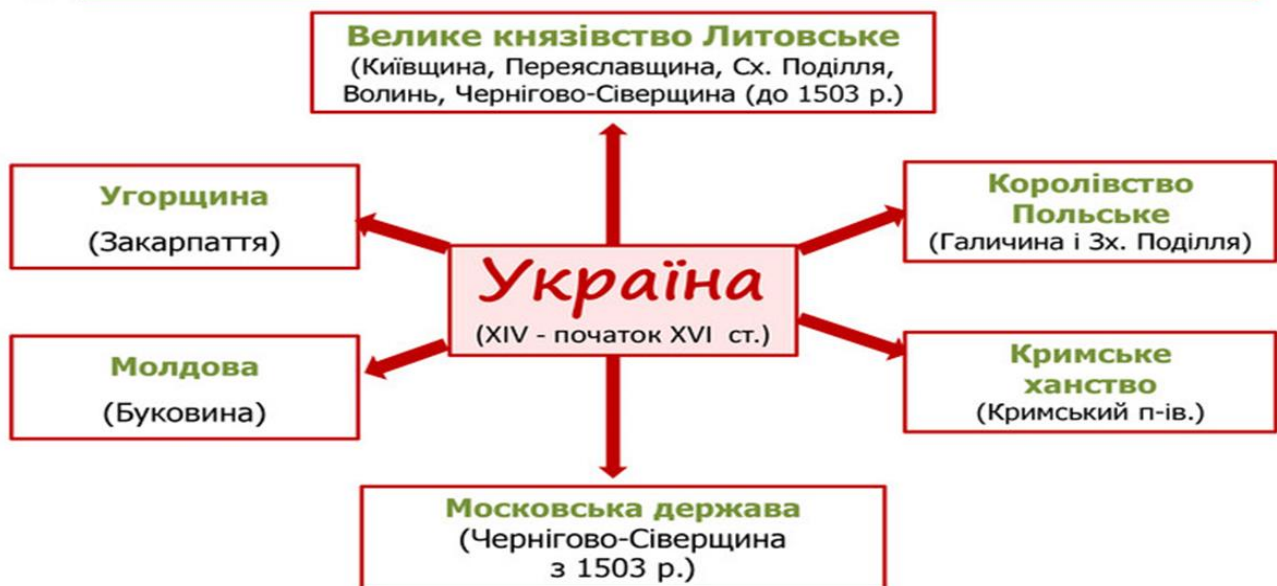 Велике князівство Литовське
(Київщина, Переяславщина, Сх. Поділля,
Волинь, Чернігово-Сіверщина (до 1503 р.)
Угорщина
(Закарпаття)
Королівство
Польське
(Галичина і Зх. Поділля)
Україна
(XIV - початок XVI ст.)
Молдова
(Буковина)
Кримське
ханство
(Кримський п-ів.)
Московська держава
(Чернігово-Сіверщина
з 1503 р.)